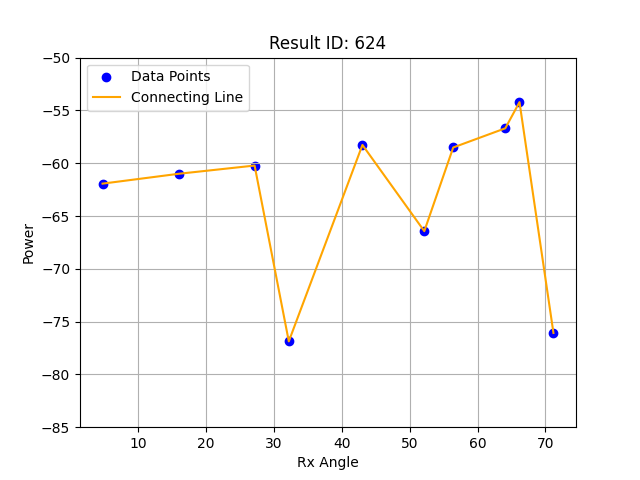 Result ID: 624
Data Points
Connecting Line
−50
−55
−60
−65
−70
−75
−80
−85
Power
10 20 30 40 50 60 70
Rx Angle